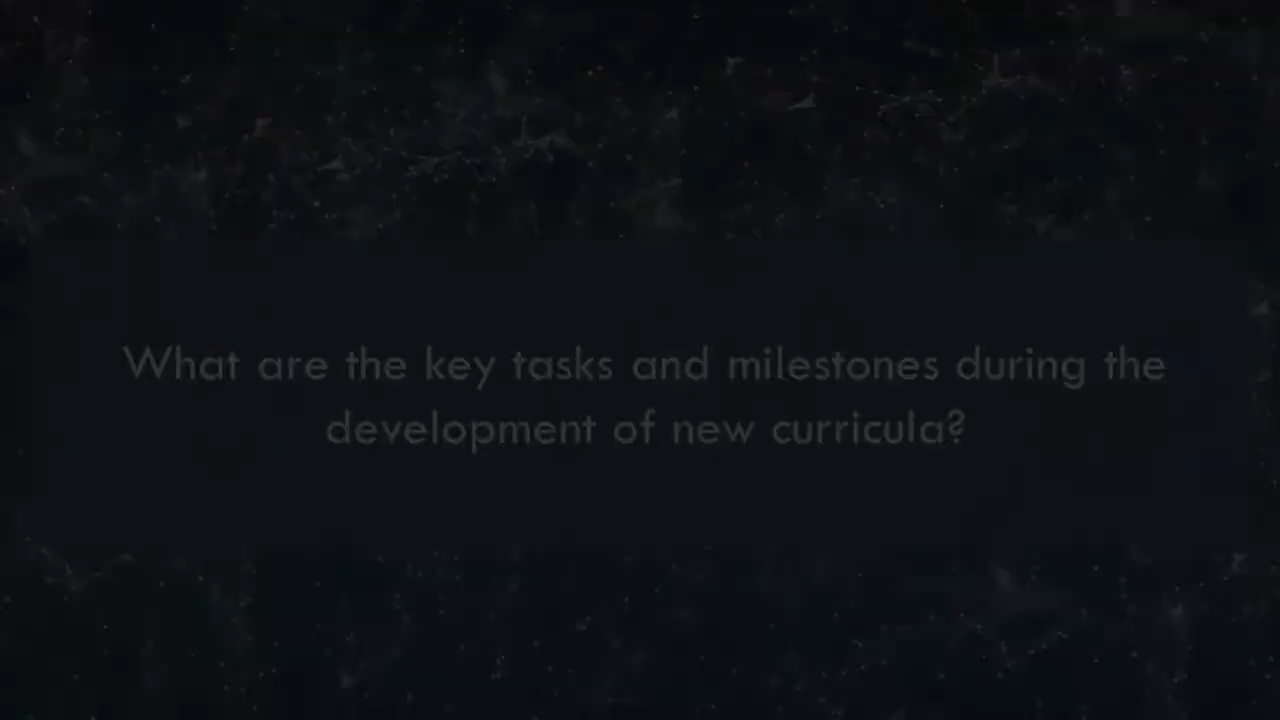 What are the key tasks and milestones during the
development of new curricula?